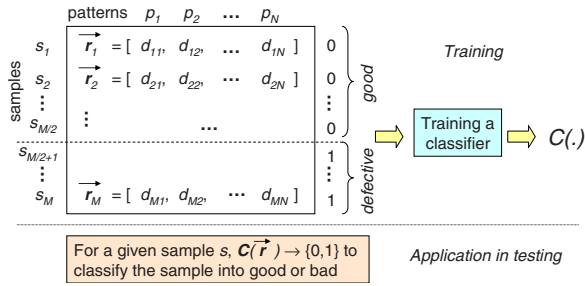 patterns p1 p2 ... pN
samples
s1 r1 = [ d11, d12, ... d1N ] 0
s2 r2 = [ d21, d22, ... d2N ] 0
⋮ ⋮ ... ⋮
sM/2 0
good
sM/2+1 1
⋮ ⋮
sM rM = [ dM1, dM2, ... dMN ] 1
defective
Training
Training a
classifier
C(.)
For a given sample s, C(r) → {0,1} to
classify the sample into good or bad
Application in testing